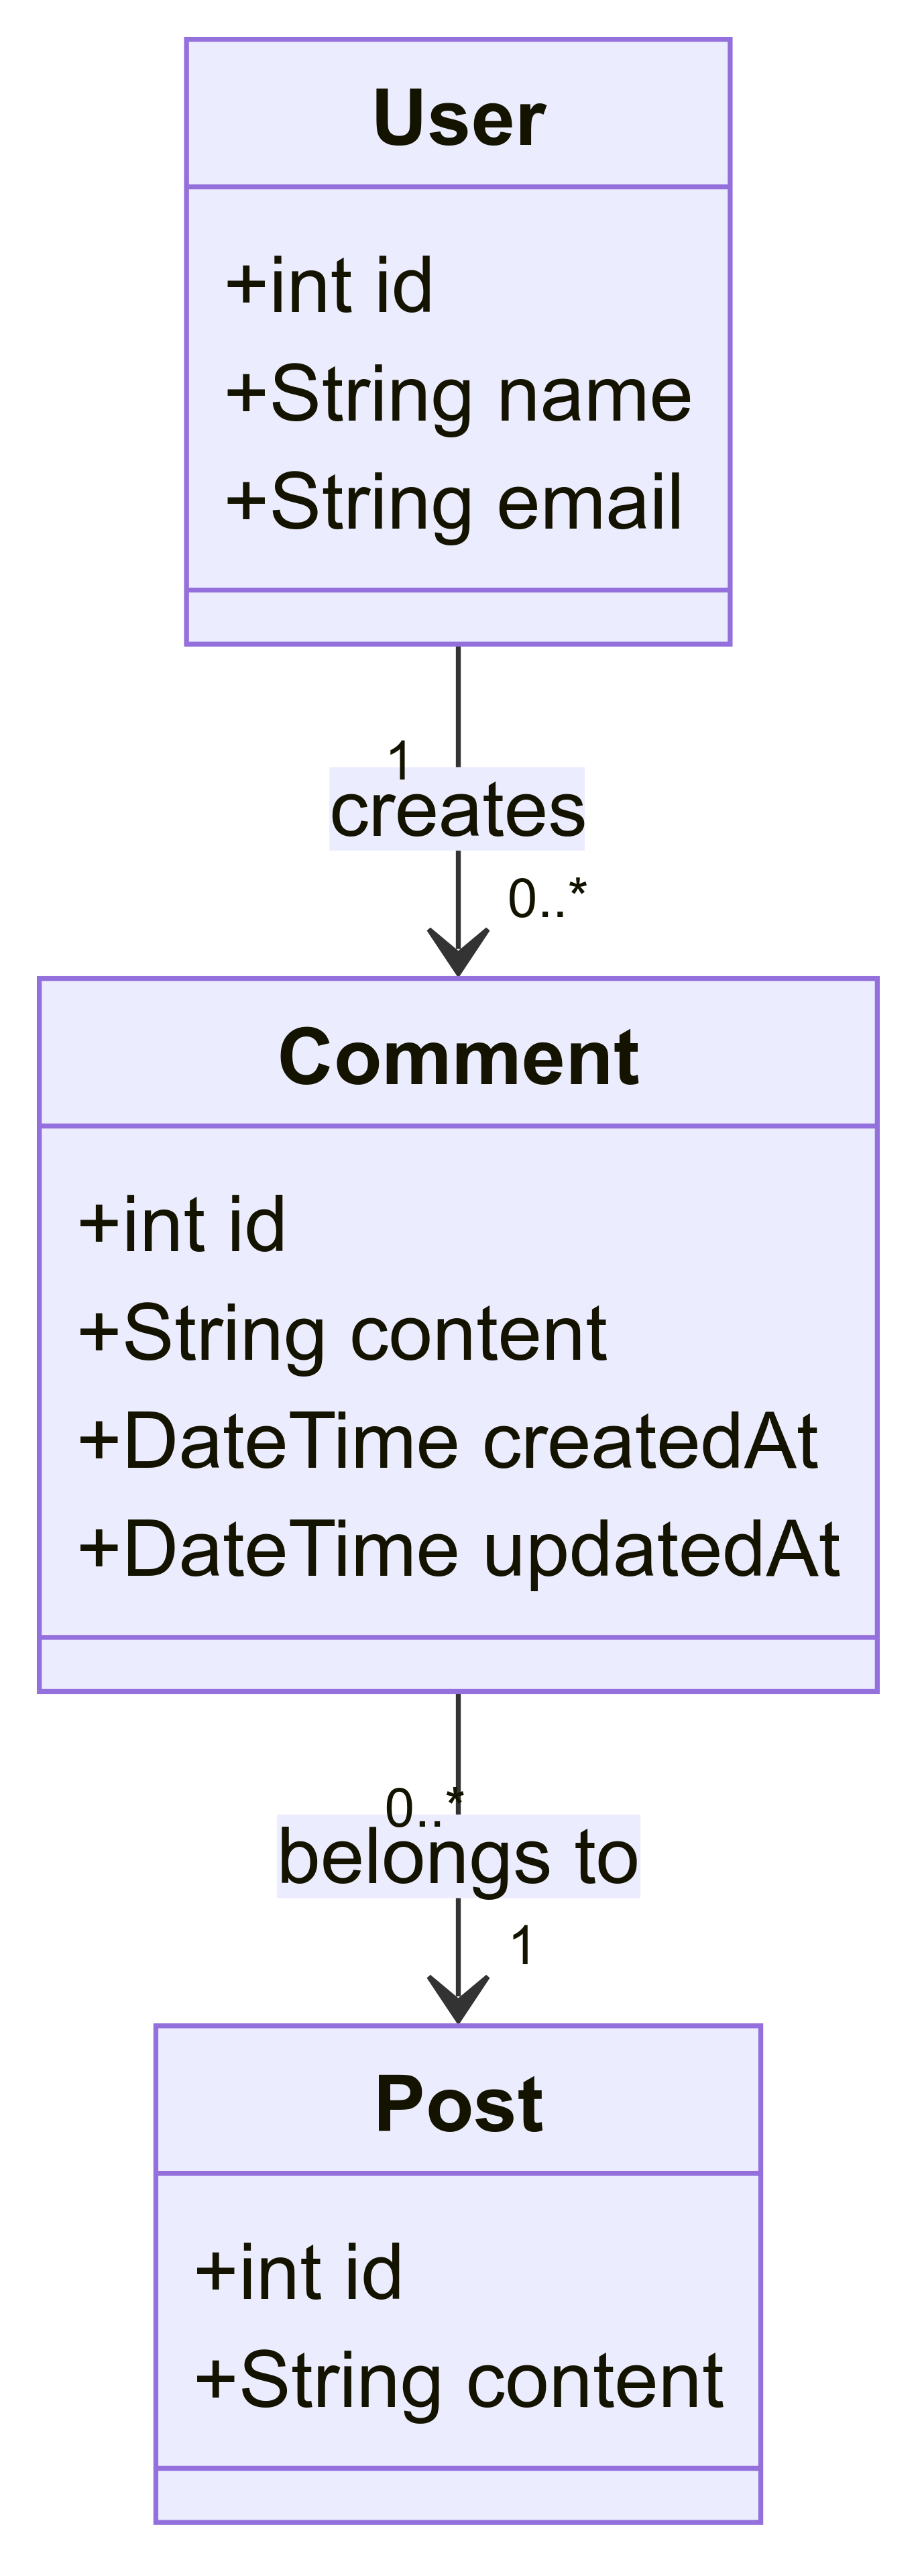 User
+int id
+String name
+String email
1
creates
0..*
Comment
+int id
+String content
+DateTime createdAt
+DateTime updatedAt
0..*
belongs to
1
Post
+int id
+String content